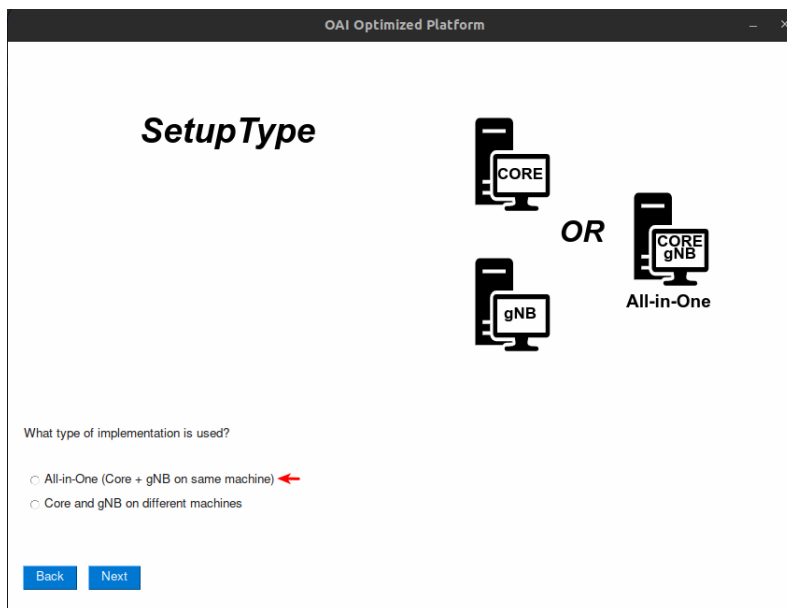 OAI Optimized Platform
SetupType
CORE
OR
CORE
gNB
All-in-One
gNB
What type of implementation is used?
All-in-One (Core + gNB on same machine)
Core and gNB on different machines
Back
Next